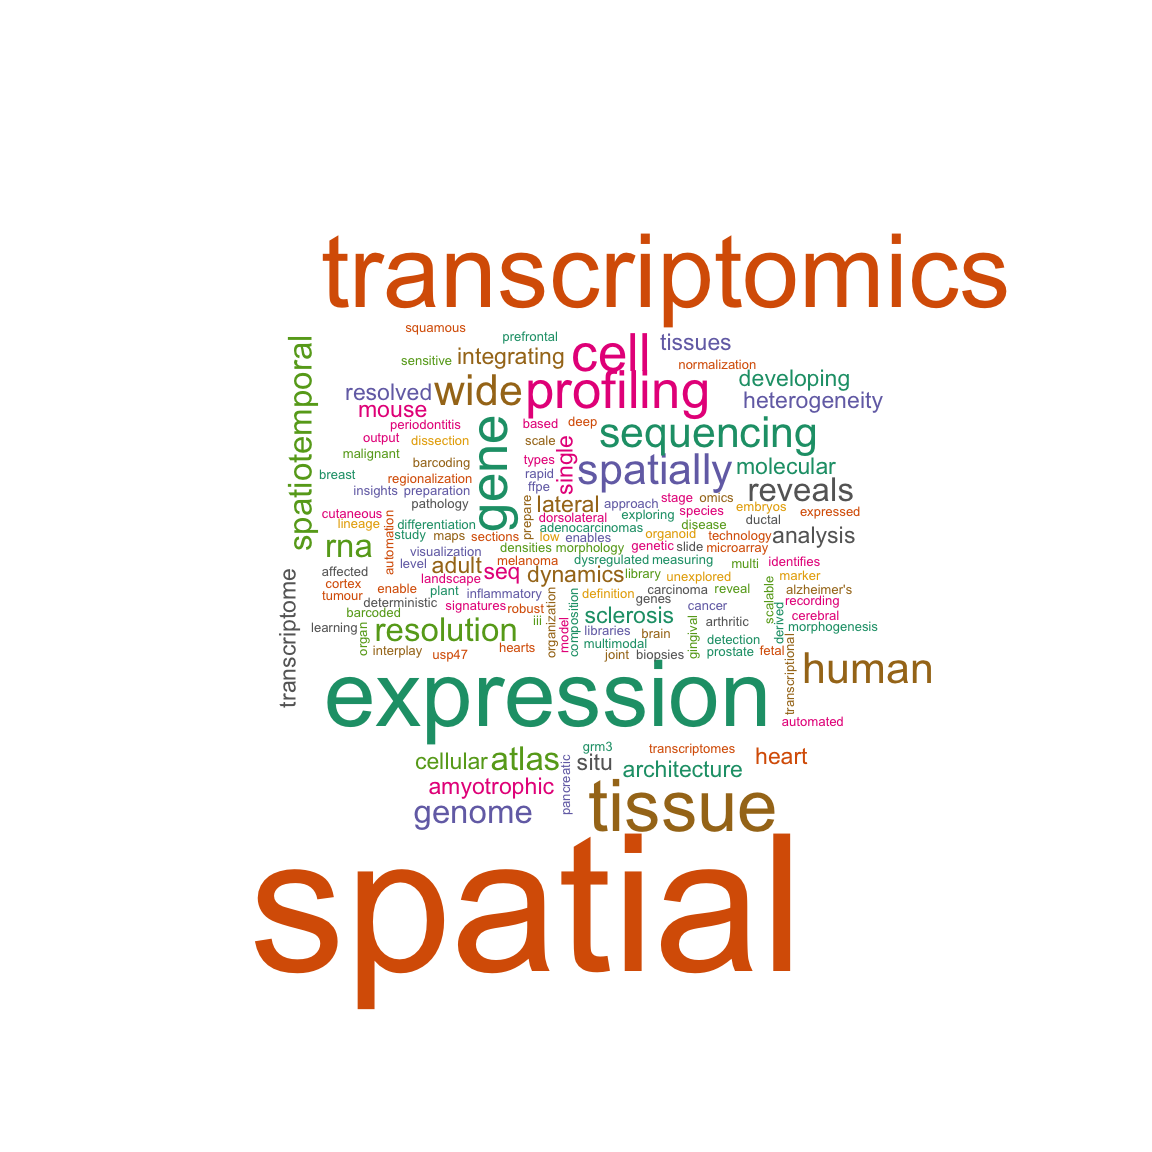 transcriptomics
squamous
prefrontal
spatiotemporal
sensitive
integrating
cell
tissues
normalization
resolved
wide
profiling
developing
heterogeneity
mouse
periodontitis
gene
based
deep
sequencing
output
dissection
scale
single
malignant
barcoding
types
spatially
molecular
breast
regionalization
rapid
insights
preparation
ffpe
reveals
pathology
prepare
lateral
approach
stage
omics
embryos
expressed
cutaneous
dorsolateral
exploring
species
lineage
differentiation
adenocarcinomas
disease
ductal
automation
study
maps
sections
low
enables
organoid
technology
analysis
rna
visualization
densities
morphology
genetic
slide
microarray
level
adult
melanoma
dysregulated
measuring
multi
identifies
affected
landscape
seq
dynamics
library
unexplored
marker
transcriptome
cortex
enable
plant
inflammatory
definition
carcinoma
reveal
scalable
alzheimer's
tumour
deterministic
signatures
robust
organization
composition
genes
cancer
derived
recording
barcoded
iii
model
sclerosis
arthritic
cerebral
learning
organ
resolution
libraries
brain
gingival
detection
morphogenesis
interplay
usp47
hearts
multimodal
joint
biopsies
prostate
fetal
transcriptional
expression
human
automated
grm3
transcriptomes
heart
cellular
atlas
pancreatic
situ
architecture
amyotrophic
genome
tissue
spatial